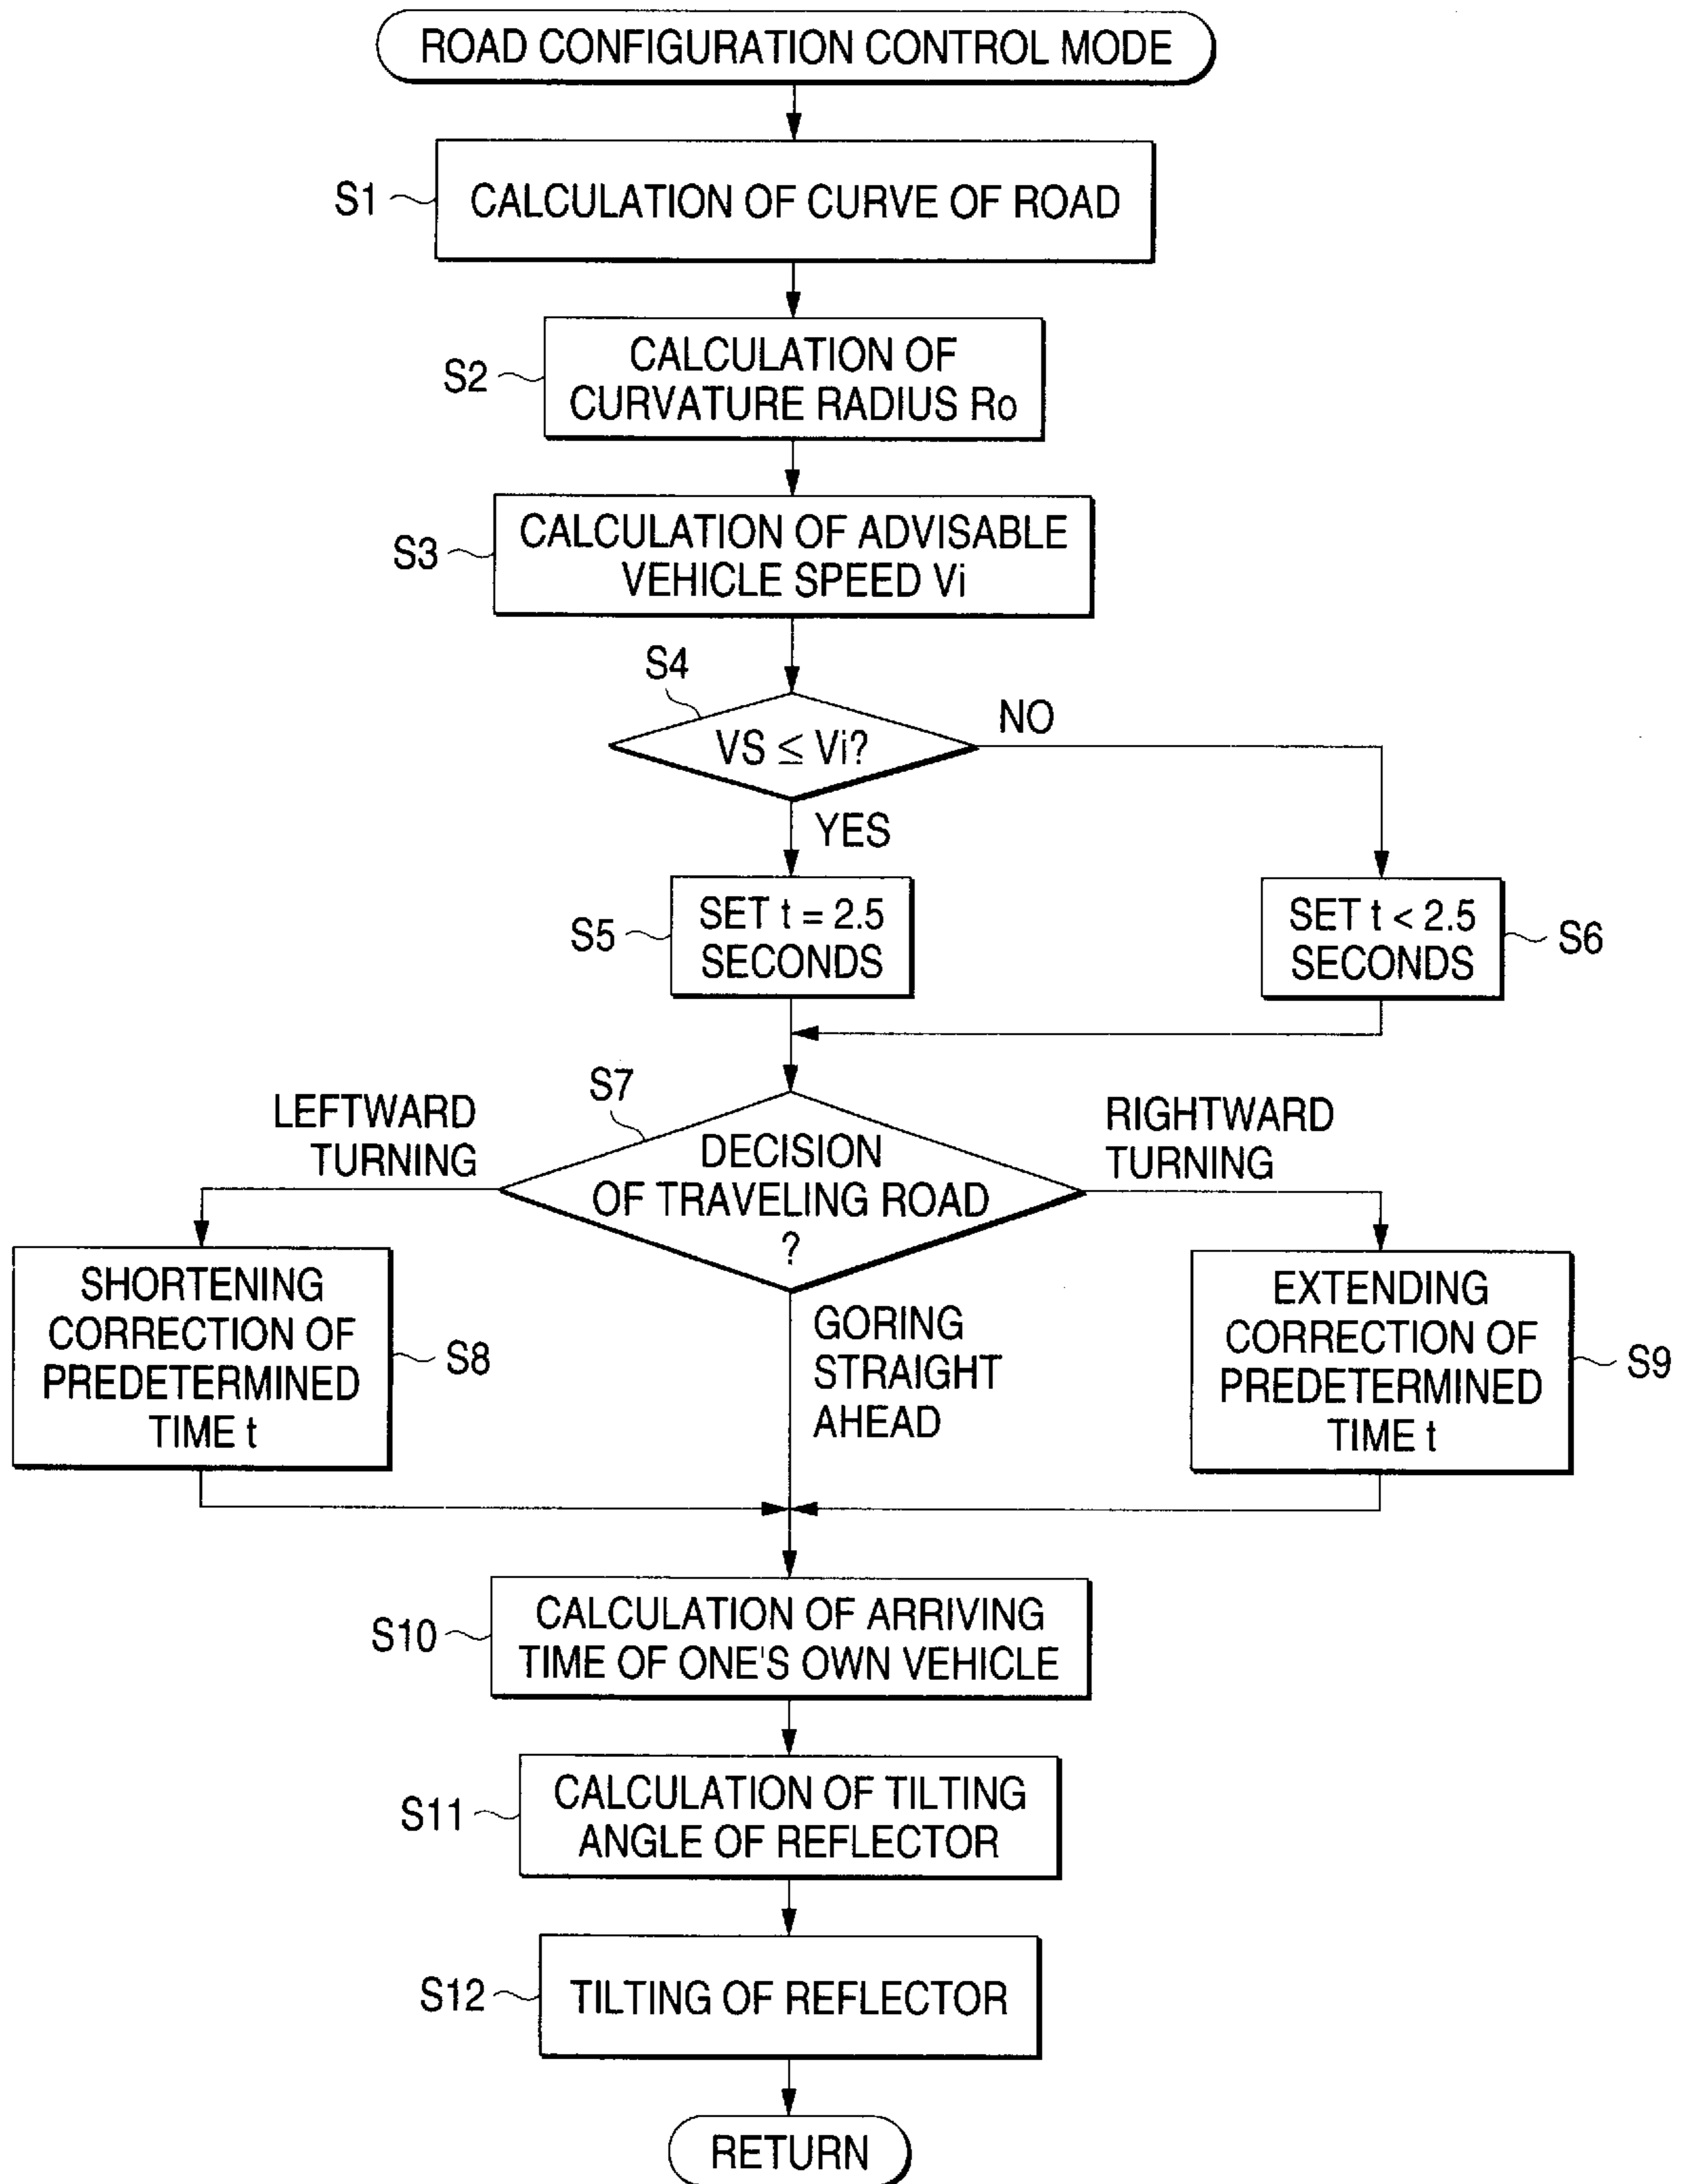 ROAD CONFIGURATION CONTROL MODE
S1
CALCULATION OF CURVE OF ROAD
S2
CALCULATION OF
CURVATURE RADIUS Ro
S3
CALCULATION OF ADVISABLE
VEHICLE SPEED Vi
S4
VS ≤ Vi?
NO
YES
S5
SET t = 2.5
SECONDS
SET t < 2.5
SECONDS
S6
S7
LEFTWARD
TURNING
DECISION
OF TRAVELING ROAD
?
RIGHTWARD
TURNING
SHORTENING
CORRECTION OF
PREDETERMINED
TIME t
S8
GORING
STRAIGHT
AHEAD
EXTENDING
CORRECTION OF
PREDETERMINED
TIME t
S9
S10
CALCULATION OF ARRIVING
TIME OF ONE'S OWN VEHICLE
S11
CALCULATION OF TILTING
ANGLE OF REFLECTOR
S12
TILTING OF REFLECTOR
RETURN